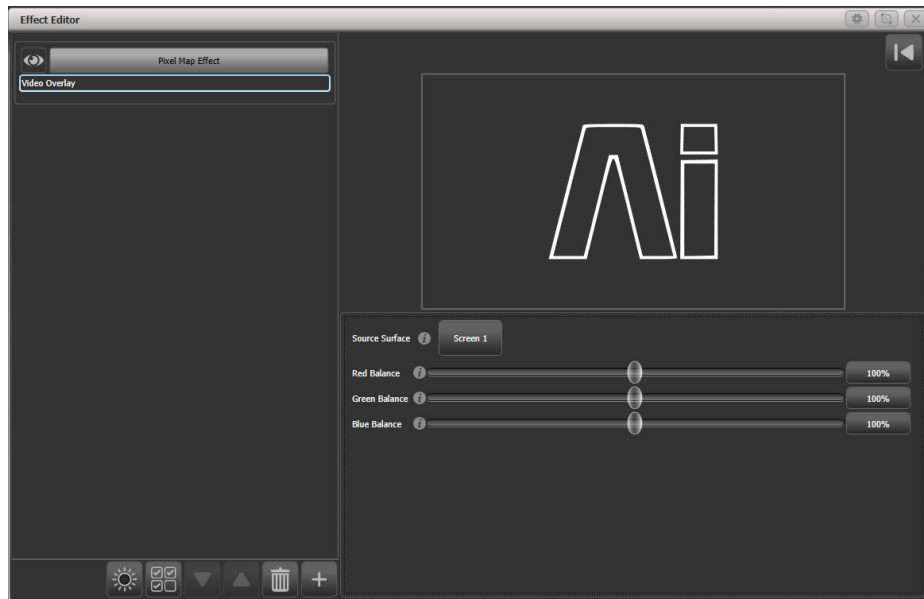 Effect Editor
Pixel Map Effect
Video Overlay
Ai
Source Surface i Screen 1
Red Balance i 100%
Green Balance i 100%
Blue Balance i 100%